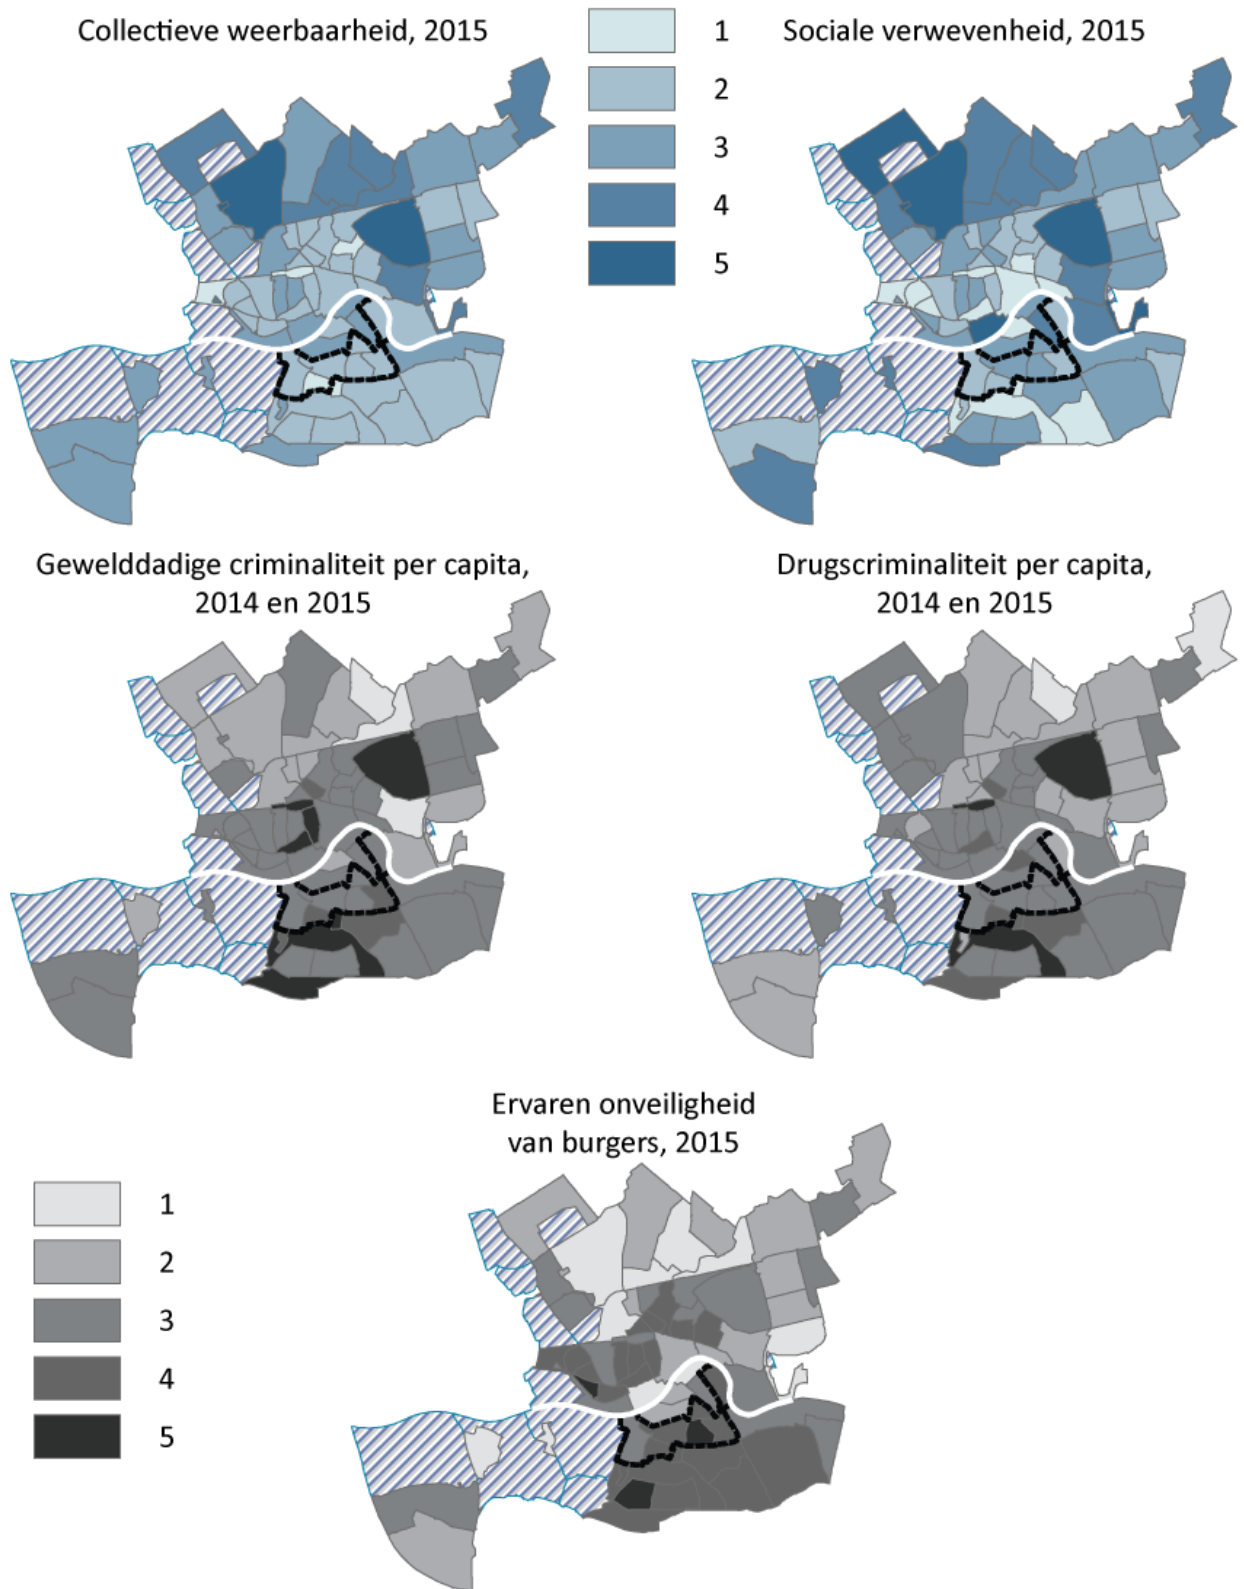 Collectieve weerbaarheid, 2015
1
2
3
4
5
Sociale verwevenheid, 2015
Gewelddadige criminaliteit per capita,
2014 en 2015
Drugscriminaliteit per capita,
2014 en 2015
Ervaren onveiligheid
van burgers, 2015
1
2
3
4
5